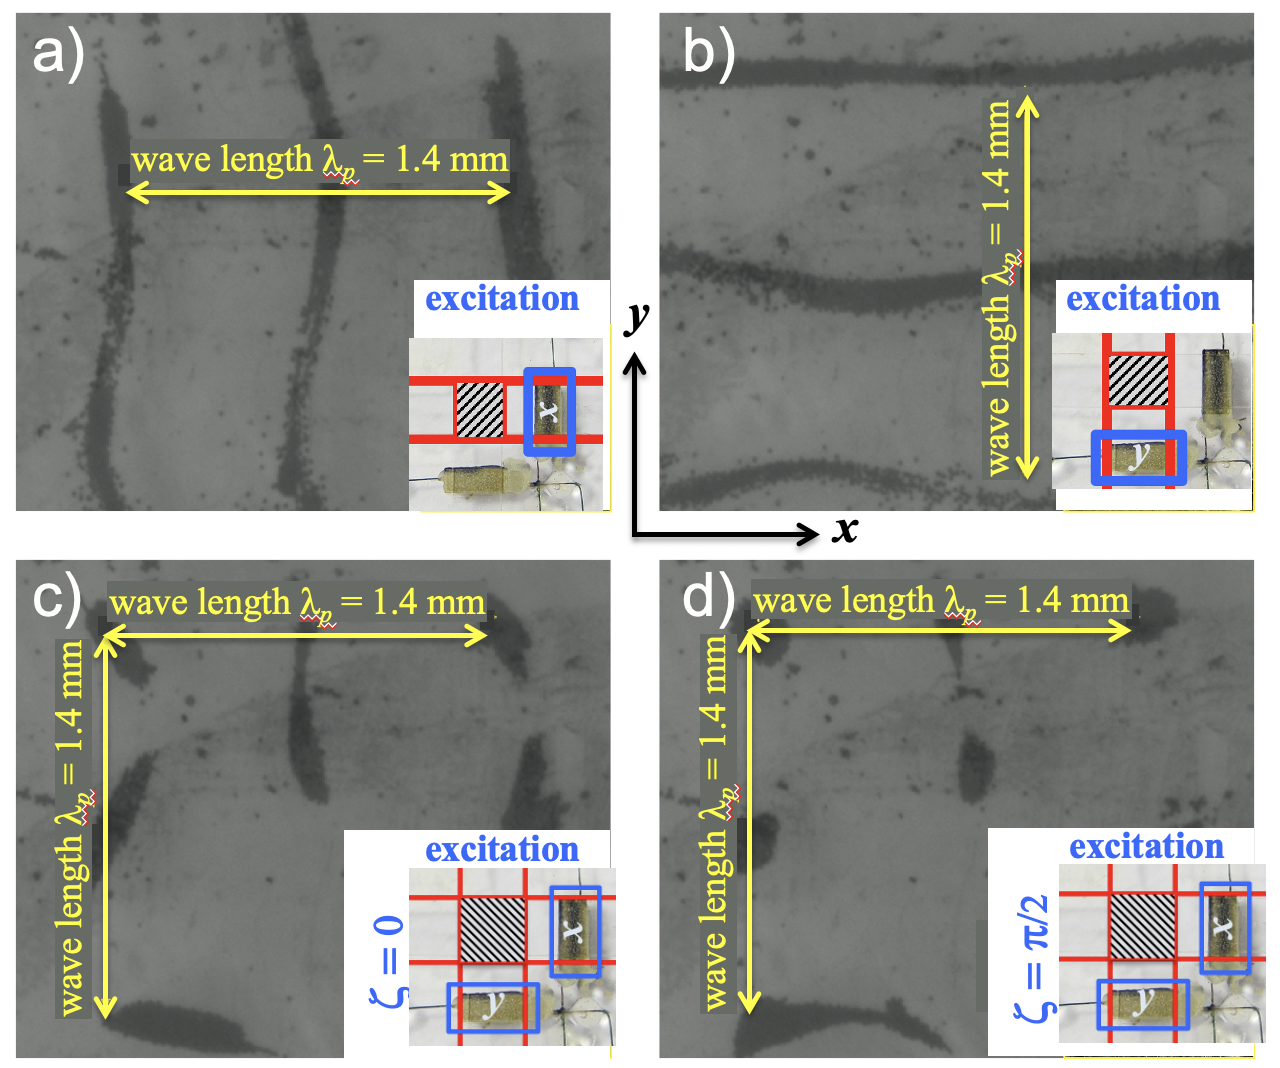 a)
wave length λp = 1.4 mm
excitation
x
b)
wave length λp = 1.4 mm
excitation
y
y
x
c)
wave length λp = 1.4 mm
wave length λp = 1.4 mm
excitation
ζ = 0
x
y
d)
wave length λp = 1.4 mm
wave length λp = 1.4 mm
excitation
ζ = π/2
x
y